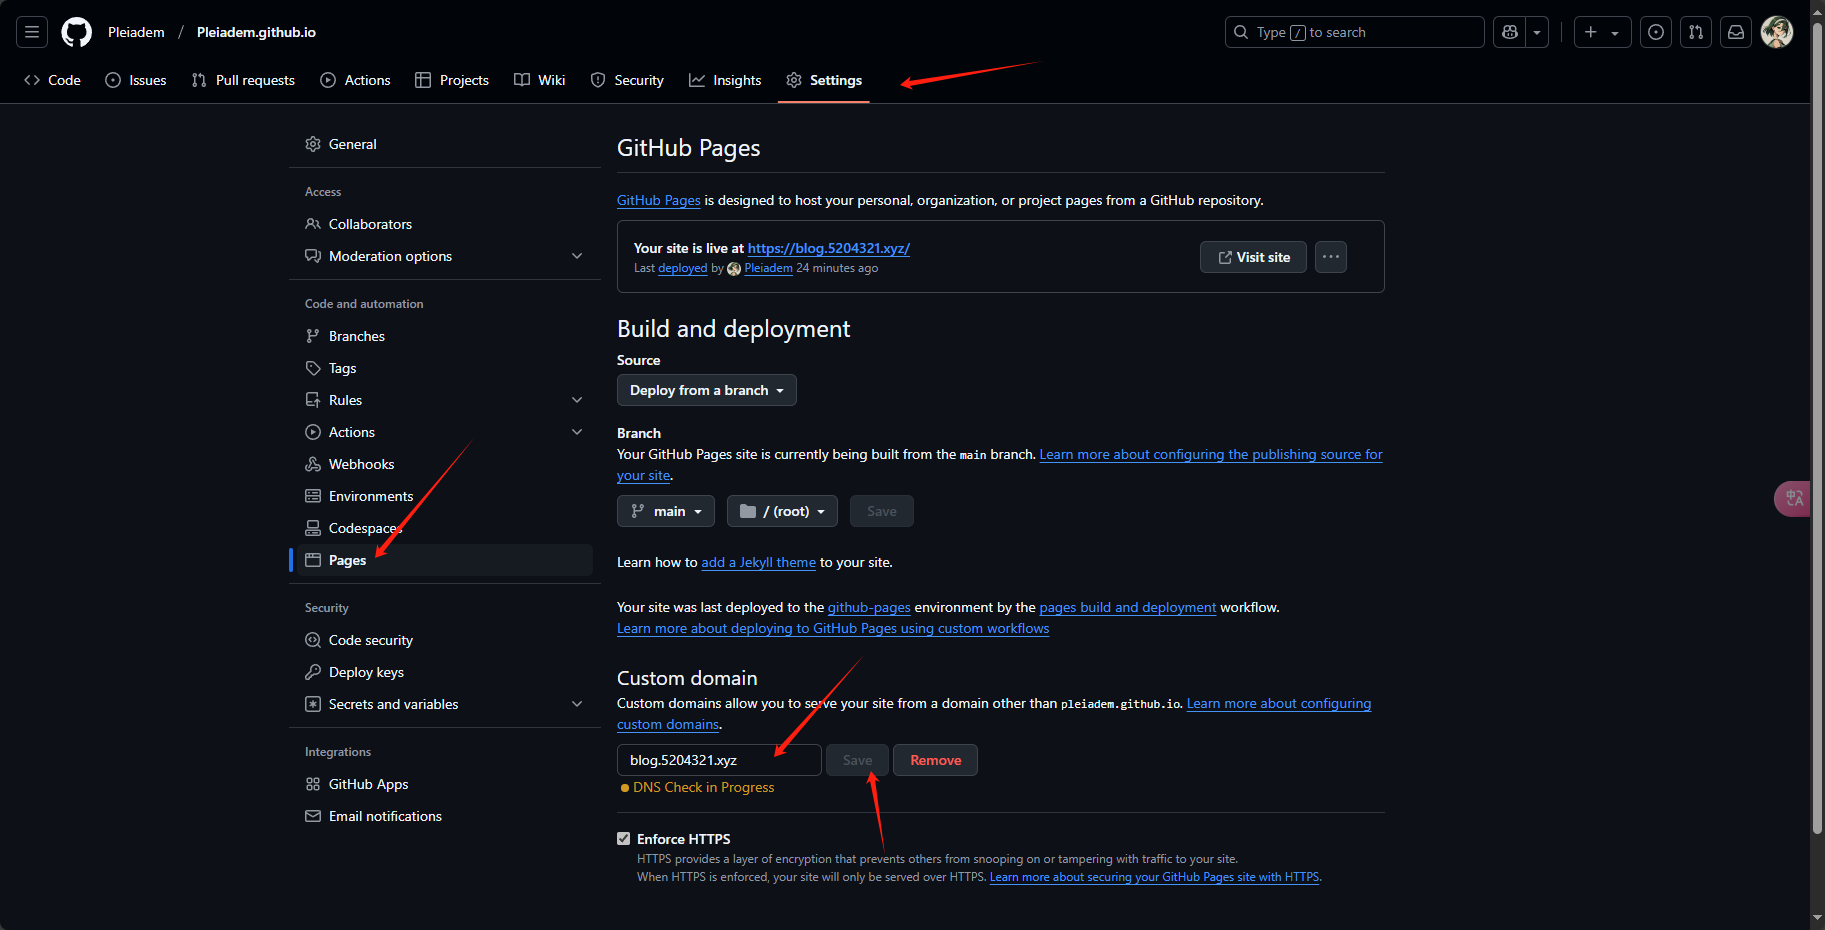 Pleiadem / Pleiadem.github.io
Type / to search
Code
Issues
Pull requests
Actions
Projects
Wiki
Security
Insights
Settings
General
Access
Collaborators
Moderation options
Code and automation
Branches
Tags
Rules
Actions
Webhooks
Environments
Codespaces
Pages
Security
Code security
Deploy keys
Secrets and variables
Integrations
GitHub Apps
Email notifications
GitHub Pages
GitHub Pages is designed to host your personal, organization, or project pages from a GitHub repository.
Your site is live at https://blog.5204321.xyz/
Last deployed by Pleiadem 24 minutes ago
Visit site
Build and deployment
Source
Deploy from a branch
Branch
Your GitHub Pages site is currently being built from the main branch. Learn more about configuring the publishing source for
your site.
main
/ (root)
Save
Learn how to add a Jekyll theme to your site.
Your site was last deployed to the github-pages environment by the pages build and deployment workflow.
Learn more about deploying to GitHub Pages using custom workflows
Custom domain
Custom domains allow you to serve your site from a domain other than pleiadem.github.io. Learn more about configuring
custom domains.
blog.5204321.xyz
Save
Remove
DNS Check in Progress
Enforce HTTPS
HTTPS provides a layer of encryption that prevents others from snooping on or tampering with traffic to your site.
When HTTPS is enforced, your site will only be served over HTTPS. Learn more about securing your GitHub Pages site with HTTPS.
中A